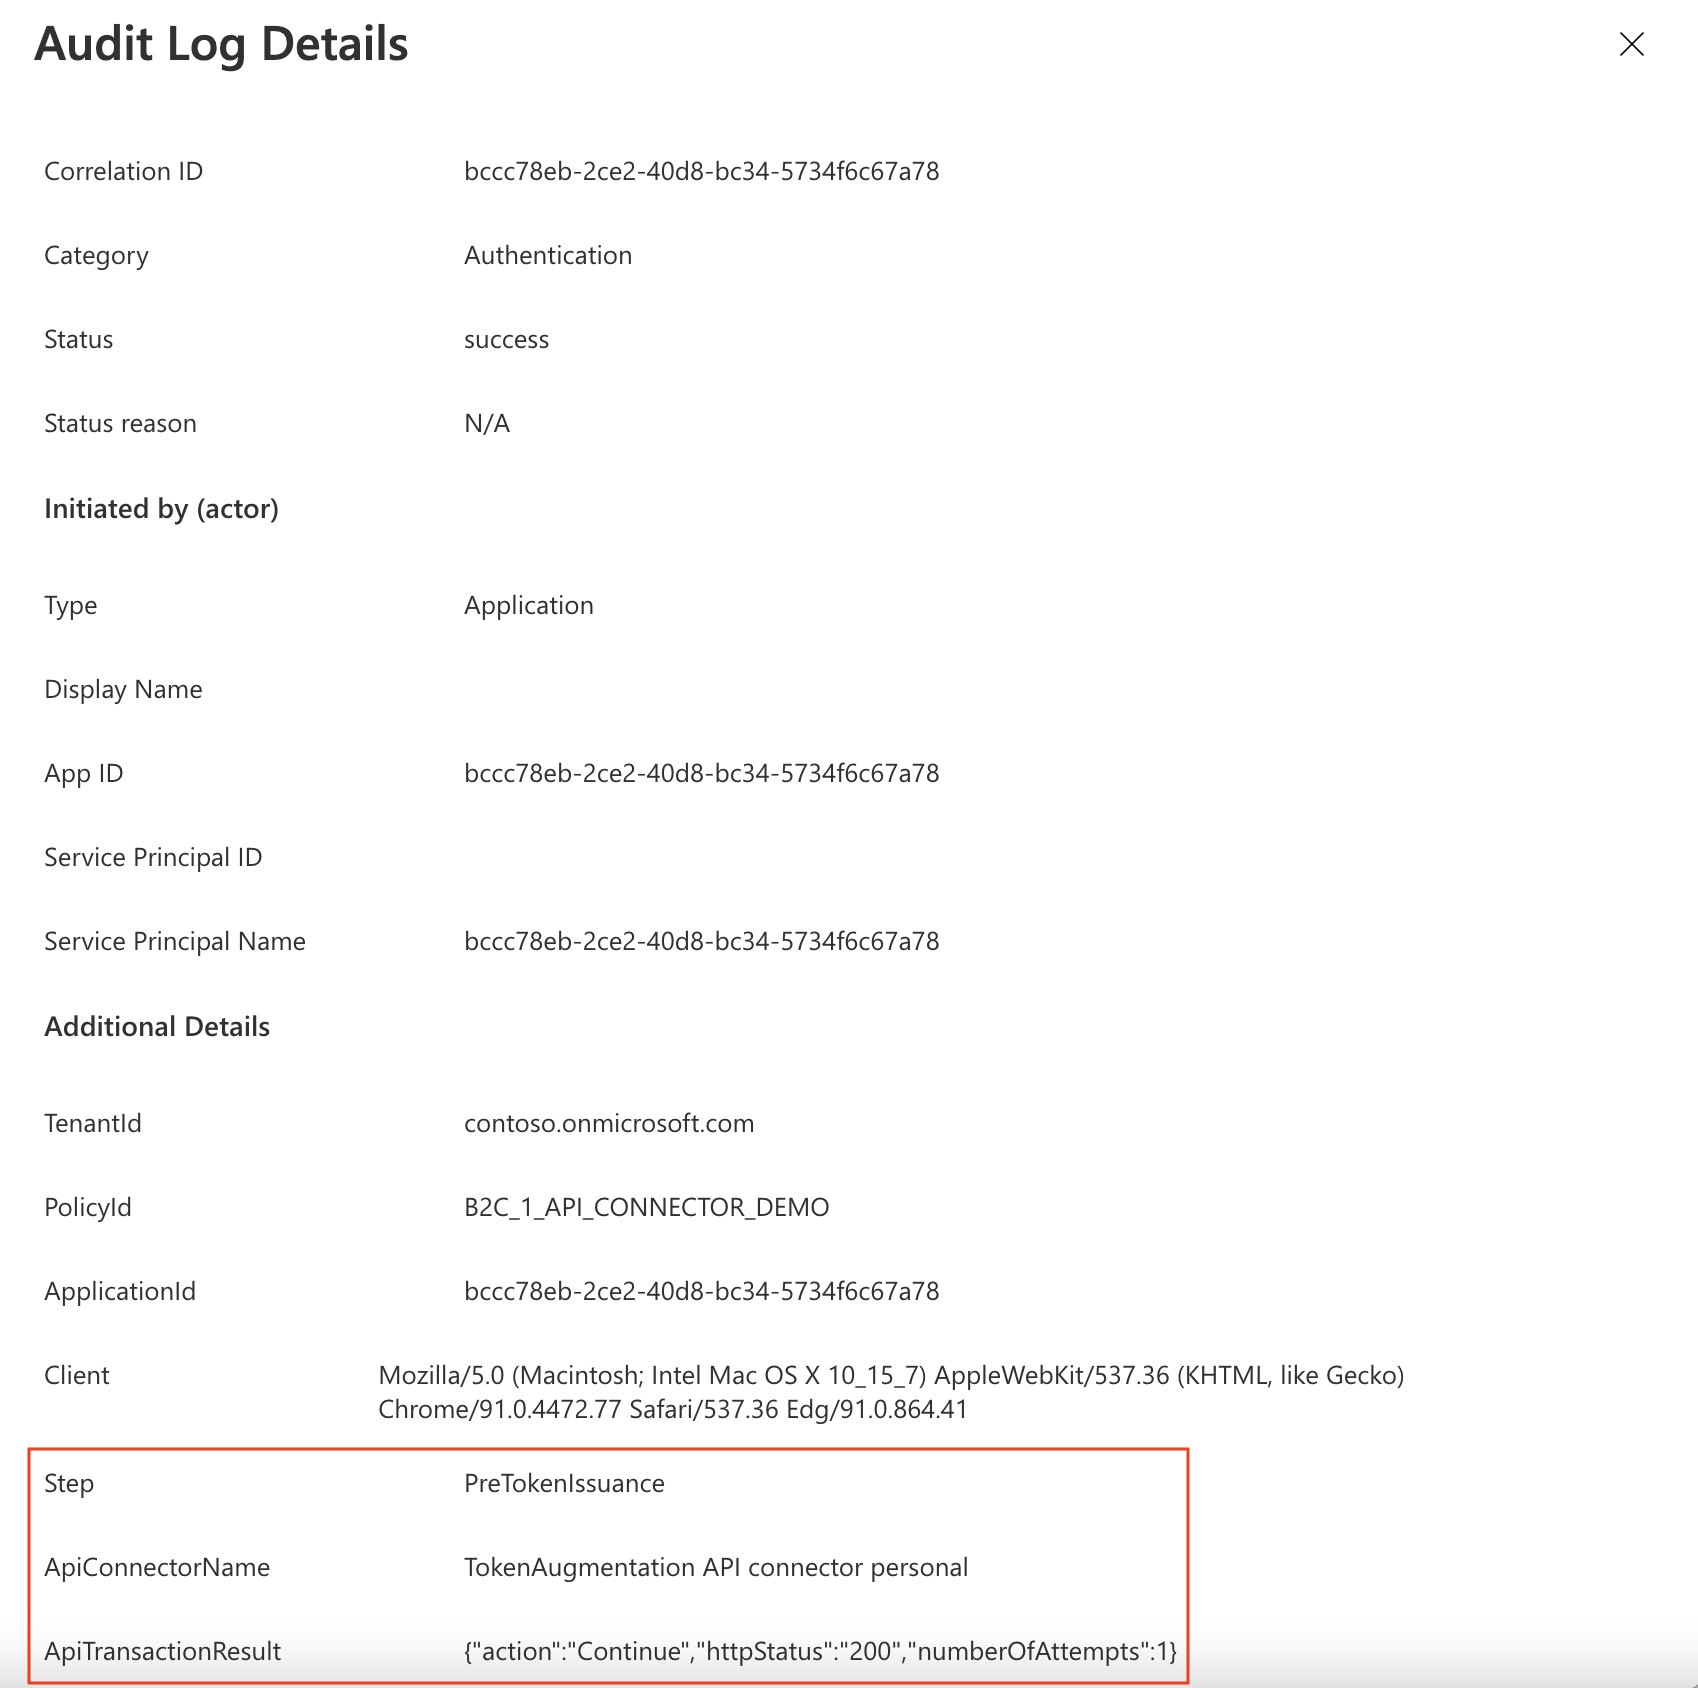 Audit Log Details
Correlation ID bccc78eb-2ce2-40d8-bc34-5734f6c67a78
Category Authentication
Status success
Status reason N/A
Initiated by (actor)
Type Application
Display Name
App ID bccc78eb-2ce2-40d8-bc34-5734f6c67a78
Service Principal ID
Service Principal Name bccc78eb-2ce2-40d8-bc34-5734f6c67a78
Additional Details
TenantId contoso.onmicrosoft.com
PolicyId B2C_1_API_CONNECTOR_DEMO
ApplicationId bccc78eb-2ce2-40d8-bc34-5734f6c67a78
Client Mozilla/5.0 (Macintosh; Intel Mac OS X 10_15_7) AppleWebKit/537.36 (KHTML, like Gecko)
Chrome/91.0.4472.77 Safari/537.36 Edg/91.0.864.41
Step PreTokenIssuance
ApiConnectorName TokenAugmentation API connector personal
ApiTransactionResult {"action":"Continue","httpStatus":"200","numberOfAttempts":1}